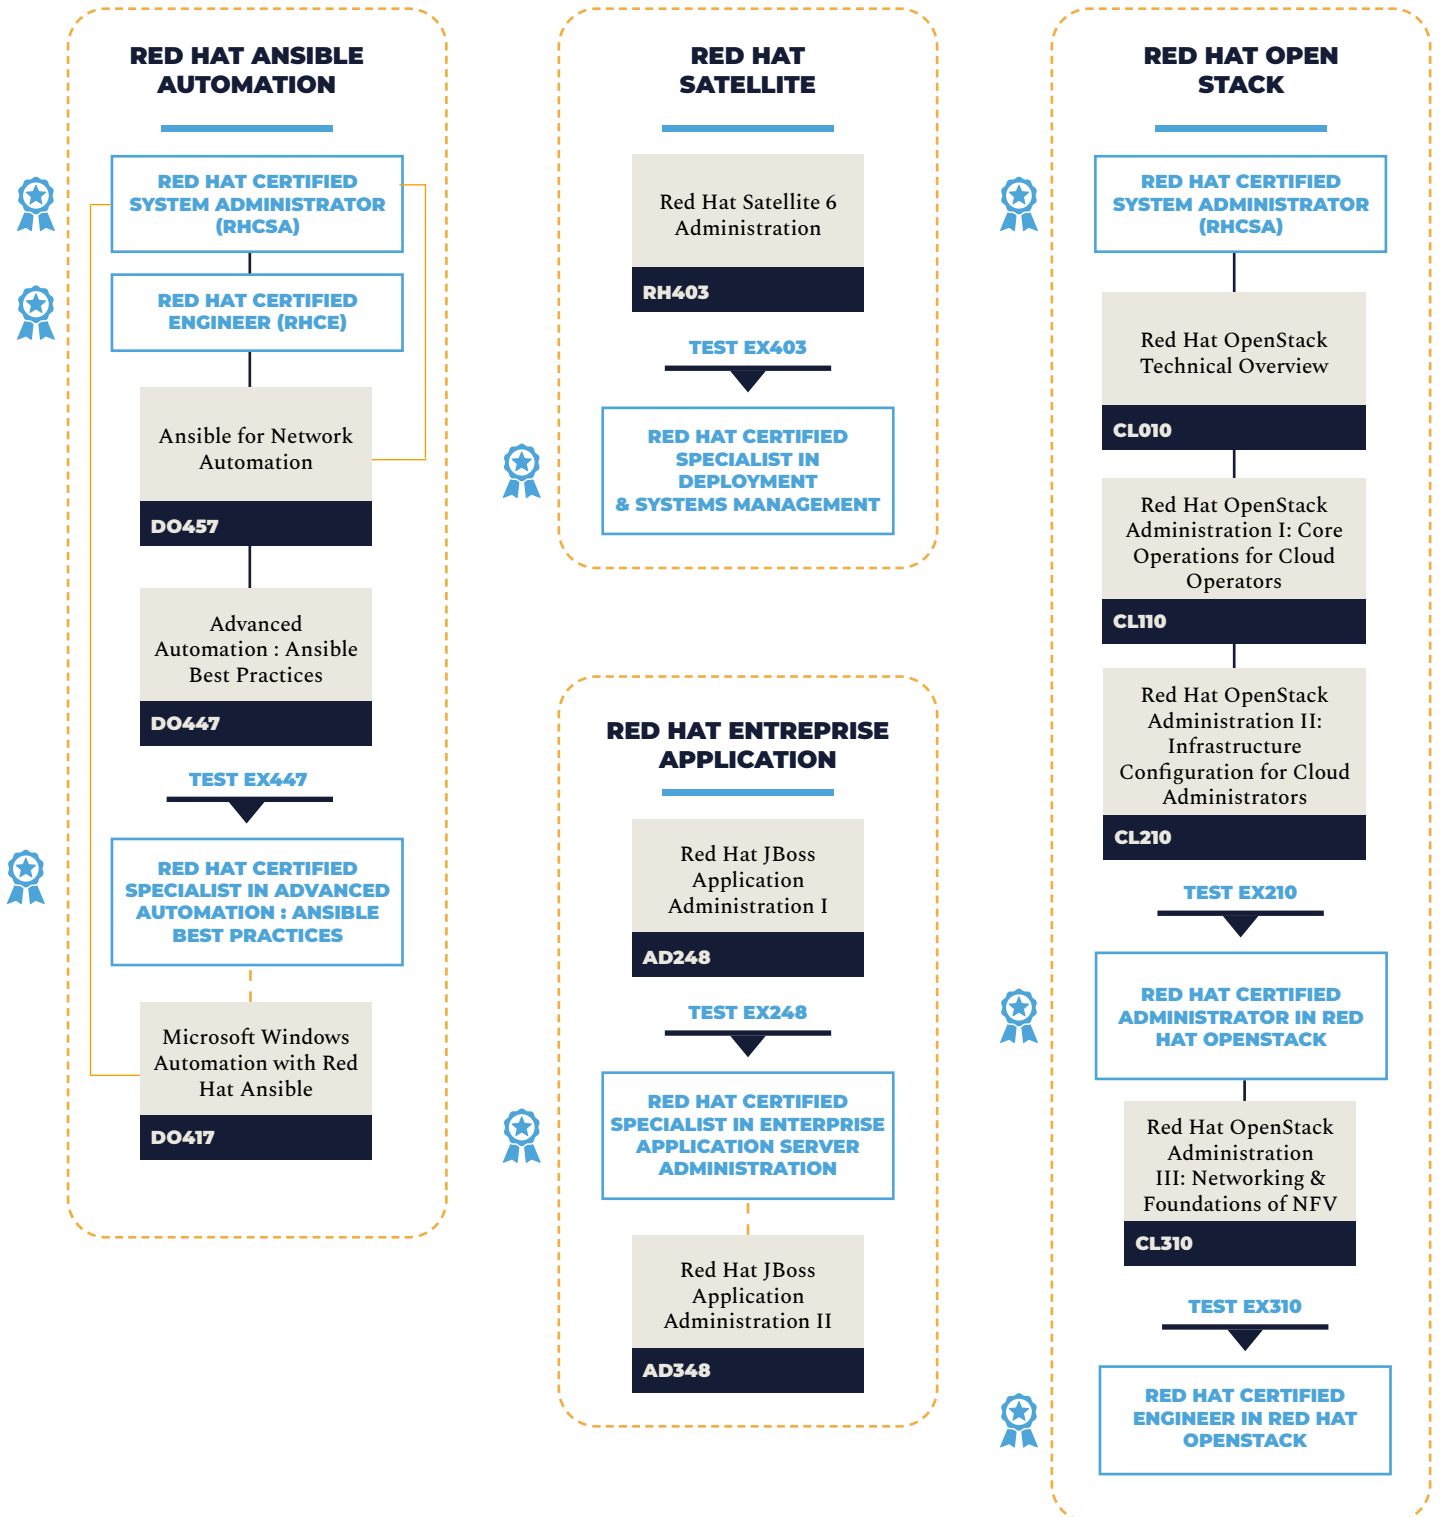 RED HAT ANSIBLE
AUTOMATION
RED HAT CERTIFIED
SYSTEM ADMINISTRATOR
(RHCSA)
RED HAT CERTIFIED
ENGINEER (RHCE)
Ansible for Network
Automation
DO457
Advanced
Automation : Ansible
Best Practices
DO447
TEST EX447
RED HAT CERTIFIED
SPECIALIST IN ADVANCED
AUTOMATION : ANSIBLE
BEST PRACTICES
Microsoft Windows
Automation with Red
Hat Ansible
DO417
RED HAT
SATELLITE
Red Hat Satellite 6
Administration
RH403
TEST EX403
RED HAT CERTIFIED
SPECIALIST IN
DEPLOYMENT
& SYSTEMS MANAGEMENT
RED HAT ENTREPRISE
APPLICATION
Red Hat JBoss
Application
Administration I
AD248
TEST EX248
RED HAT CERTIFIED
SPECIALIST IN ENTERPRISE
APPLICATION SERVER
ADMINISTRATION
Red Hat JBoss
Application
Administration II
AD348
RED HAT OPEN
STACK
RED HAT CERTIFIED
SYSTEM ADMINISTRATOR
(RHCSA)
Red Hat OpenStack
Technical Overview
CL010
Red Hat OpenStack
Administration I: Core
Operations for Cloud
Operators
CL110
Red Hat OpenStack
Administration II:
Infrastructure
Configuration for Cloud
Administrators
CL210
TEST EX210
RED HAT CERTIFIED
ADMINISTRATOR IN RED
HAT OPENSTACK
Red Hat OpenStack
Administration
III: Networking &
Foundations of NFV
CL310
TEST EX310
RED HAT CERTIFIED
ENGINEER IN RED HAT
OPENSTACK